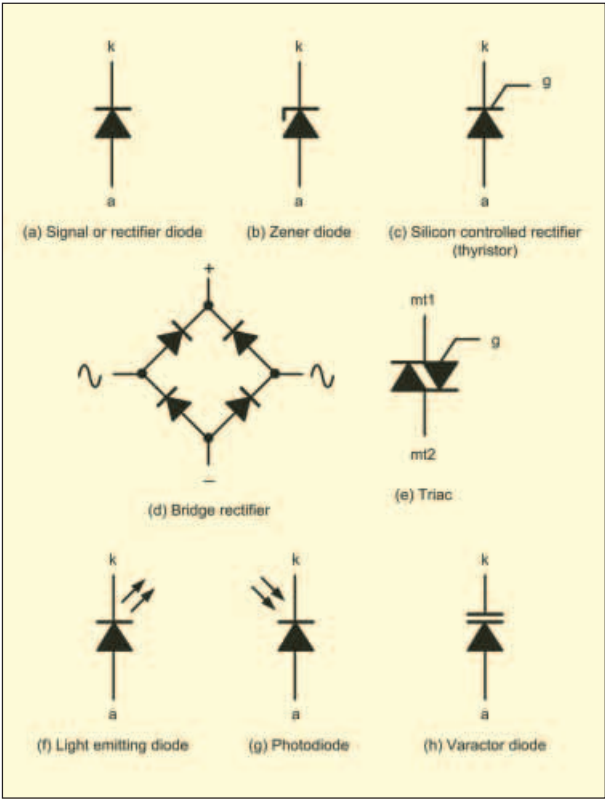 k k k
g
a a a
(a) Signal or rectifier diode (b) Zener diode (c) Silicon controlled rectifier
(thyristor)
+
mt1
g
–
mt2
(d) Bridge rectifier
(e) Triac
k k k
a a a
(f) Light emitting diode (g) Photodiode (h) Varactor diode